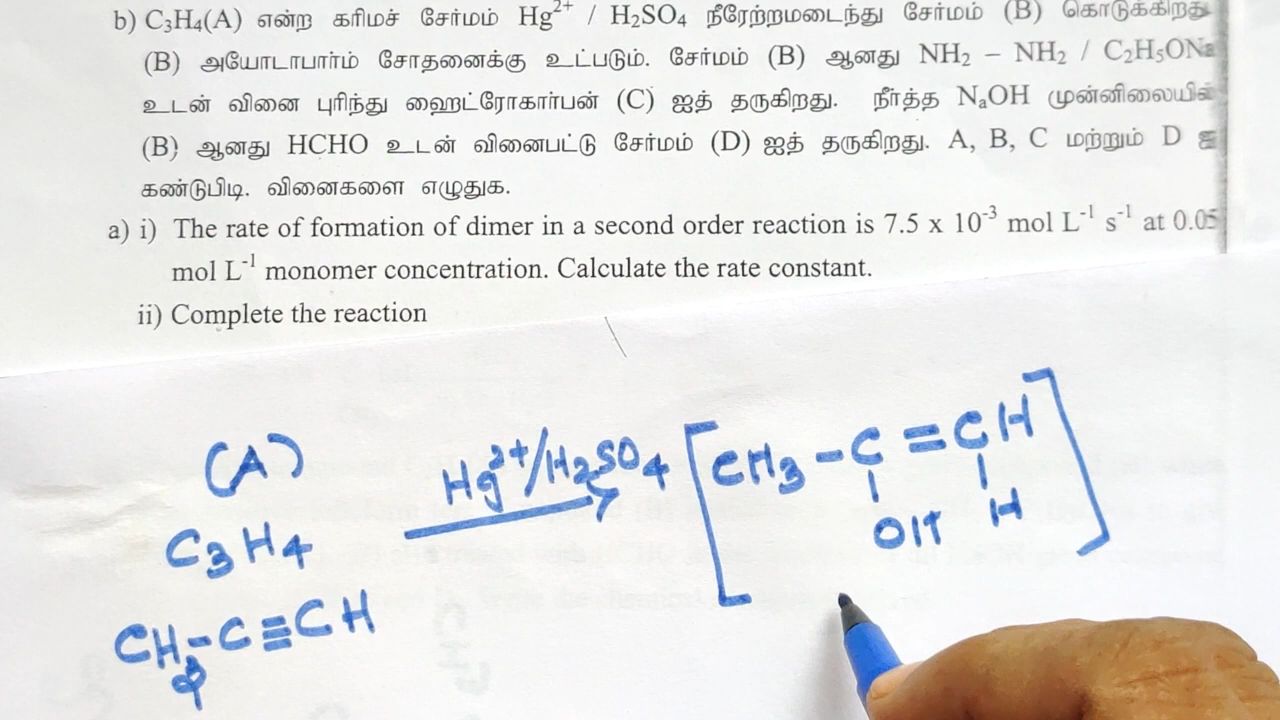 b) C₃H₄(A) என்ற கரிமச் சேர்மம் Hg²⁺ / H₂SO₄ நீரேற்றமடைந்து சேர்மம் (B) கொடுக்கிறது
(B) அயோடாபார்ம் சோதனைக்கு உட்படும். சேர்மம் (B) ஆனது NH₂ – NH₂ / C₂H₅ONa
உடன் வினை புரிந்து ஹைட்ரோகார்பன் (C) ஐத் தருகிறது. நீர்த்த NₐOH முன்னிலையில்
(B) ஆனது HCHO உடன் வினைபட்டு சேர்மம் (D) ஐத் தருகிறது. A, B, C மற்றும் D ஐ
கண்டுபிடி. வினைகளை எழுதுக.
a) i) The rate of formation of dimer in a second order reaction is 7.5 x 10⁻³ mol L⁻¹ s⁻¹ at 0.05
mol L⁻¹ monomer concentration. Calculate the rate constant.
ii) Complete the reaction
(A)
C₃H₄
CH₃-C≡CH
Hg²⁺/H₂SO₄
[CH₃-C=CH]
OH H